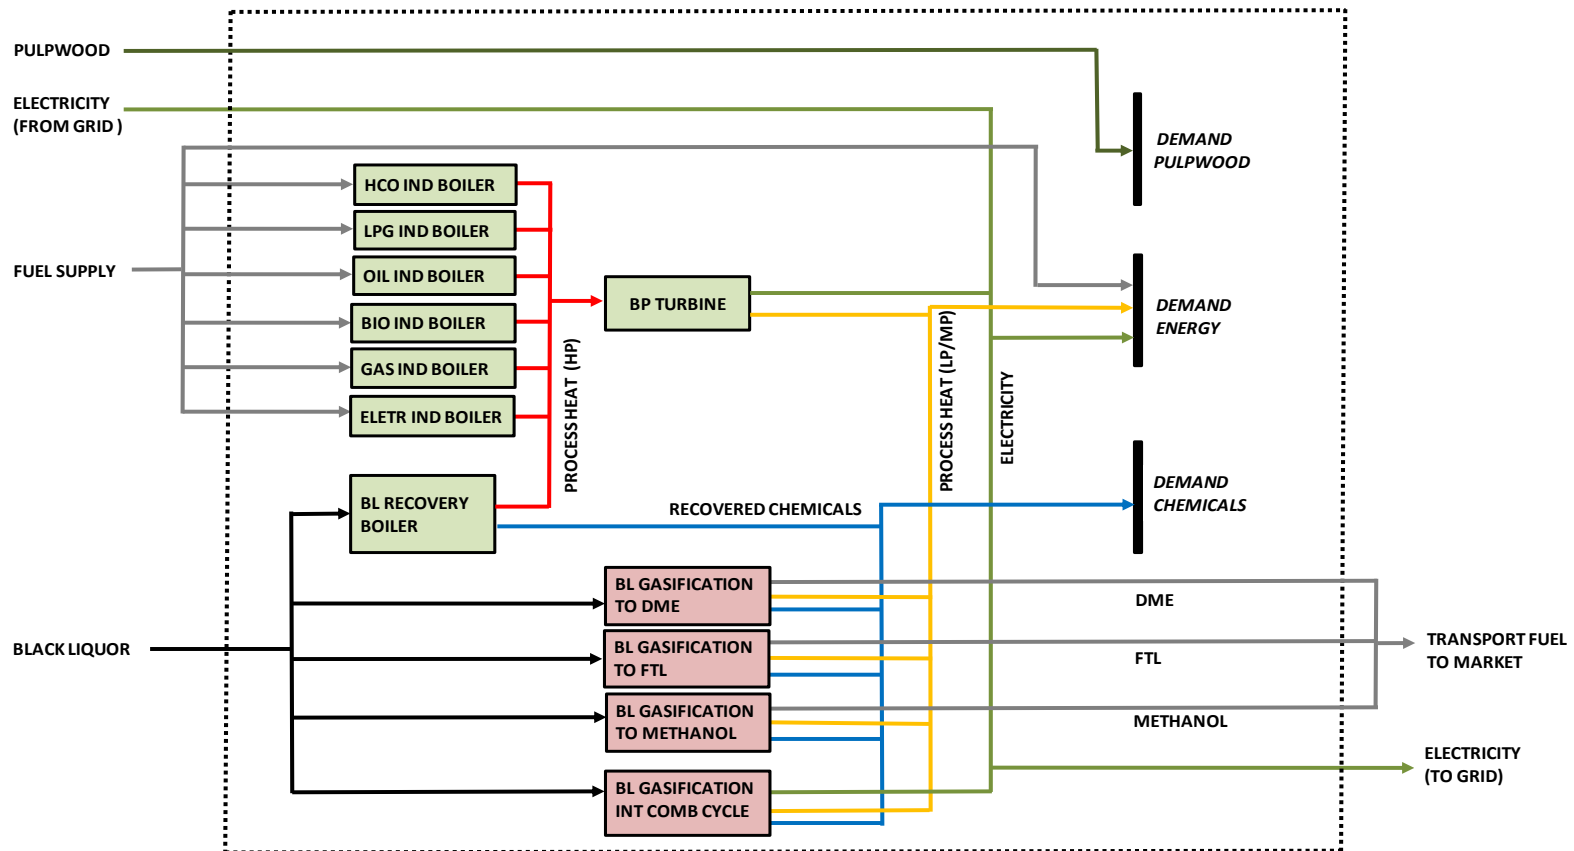 PULPWOOD
ELECTRICITY
(FROM GRID )
DEMAND
PULPWOOD
HCO IND BOILER
LPG IND BOILER
FUEL SUPPLY
OIL IND BOILER
BP TURBINE
DEMAND
ENERGY
BIO IND BOILER
GAS IND BOILER
ELETR IND BOILER
PROCESS HEAT (HP)
PROCESS HEAT (LP/MP)
ELECTRICITY
BL RECOVERY
BOILER
RECOVERED CHEMICALS
DEMAND
CHEMICALS
BL GASIFICATION
TO DME
DME
BLACK LIQUOR
BL GASIFICATION
TO FTL
FTL
TRANSPORT FUEL
TO MARKET
BL GASIFICATION
TO METHANOL
METHANOL
ELECTRICITY
(TO GRID)
BL GASIFICATION
INT COMB CYCLE